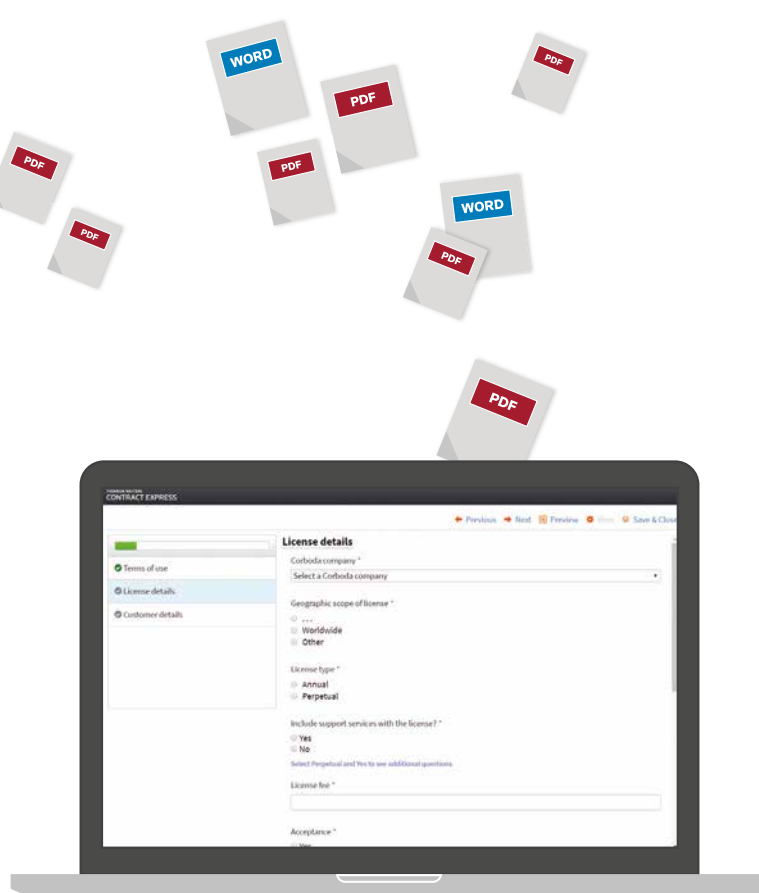 WORD
PDF
PDF
PDF
PDF
PDF
WORD
PDF
PDF
THOMSON REUTERS
CONTRACT EXPRESS
Previous Next Preview Save & Close
License details
Terms of use
License details
Customer details
Corboda company *
Select a Corboda company
Geographic scope of license *
...
Worldwide
Other
License type *
Annual
Perpetual
Include support services with the license? *
Yes
No
Select Perpetual and Yes to see additional questions
License fee *
Acceptance *
Yes